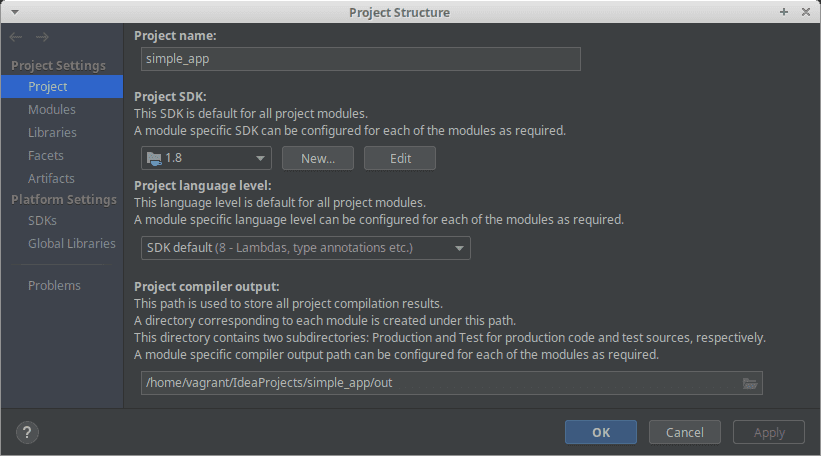 Project Structure
Project Settings
Project
Modules
Libraries
Facets
Artifacts
Platform Settings
SDKs
Global Libraries
Problems
Project name:
simple_app
Project SDK:
This SDK is default for all project modules.
A module specific SDK can be configured for each of the modules as required.
1.8
New...
Edit
Project language level:
This language level is default for all project modules.
A module specific language level can be configured for each of the modules as required.
SDK default (8 - Lambdas, type annotations etc.)
Project compiler output:
This path is used to store all project compilation results.
A directory corresponding to each module is created under this path.
This directory contains two subdirectories: Production and Test for production code and test sources, respectively.
A module specific compiler output path can be configured for each of the modules as required.
/home/vagrant/IdeaProjects/simple_app/out
?
OK
Cancel
Apply